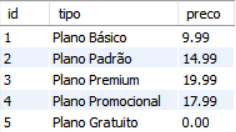 id tipo preco
1 Plano Básico 9.99
2 Plano Padrão 14.99
3 Plano Premium 19.99
4 Plano Promocional 17.99
5 Plano Gratuito 0.00